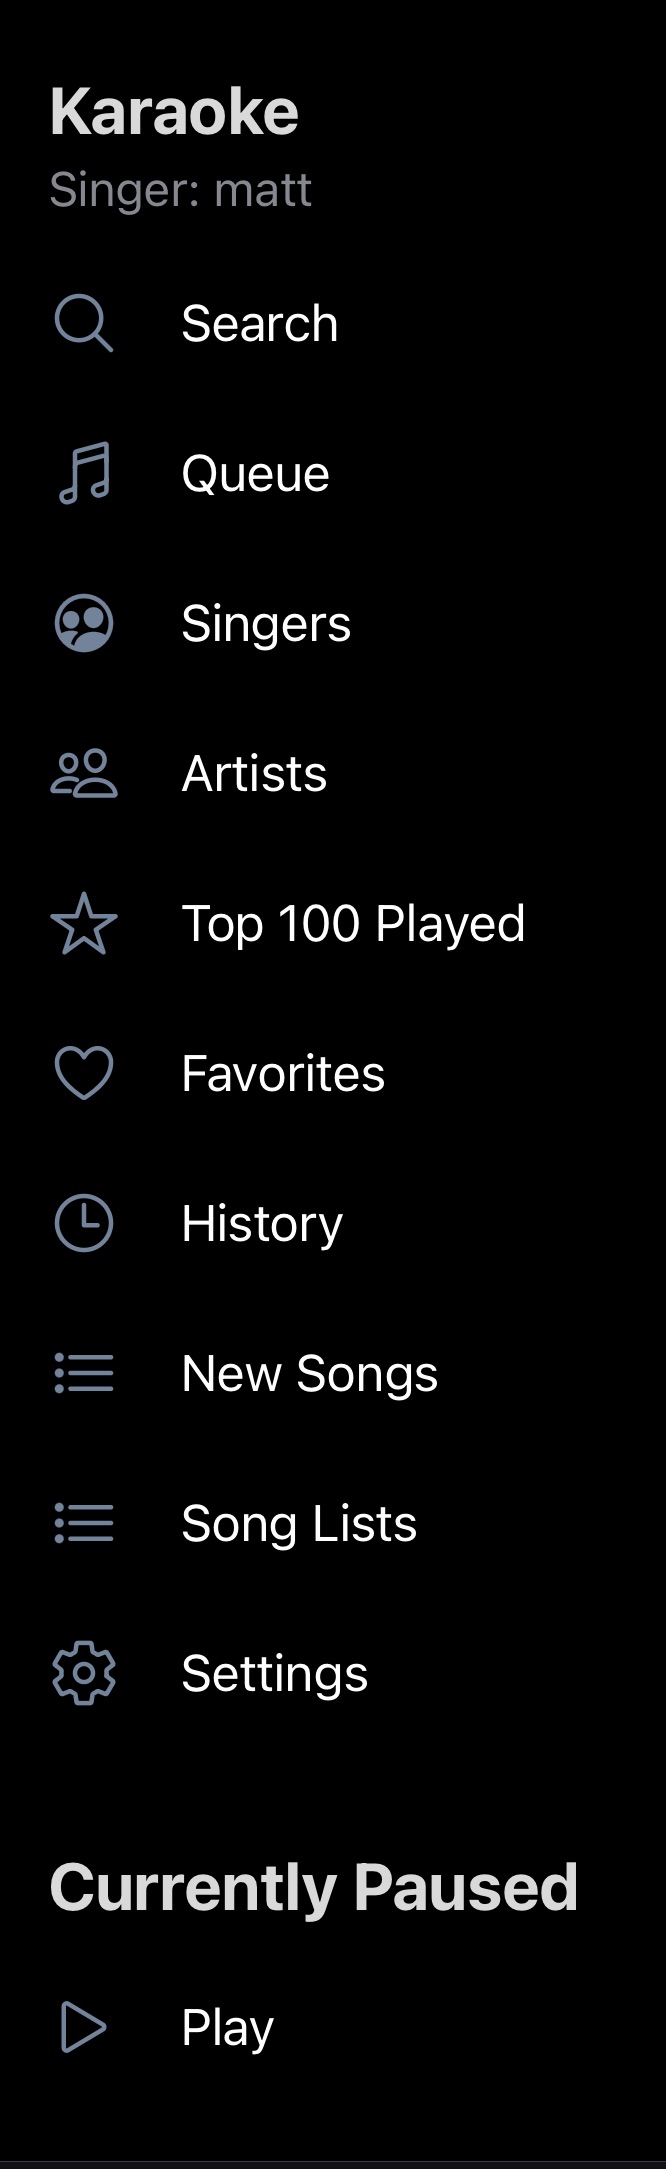 Karaoke
Singer: matt
Search
Queue
Singers
Artists
Top 100 Played
Favorites
History
New Songs
Song Lists
Settings
Currently Paused
Play